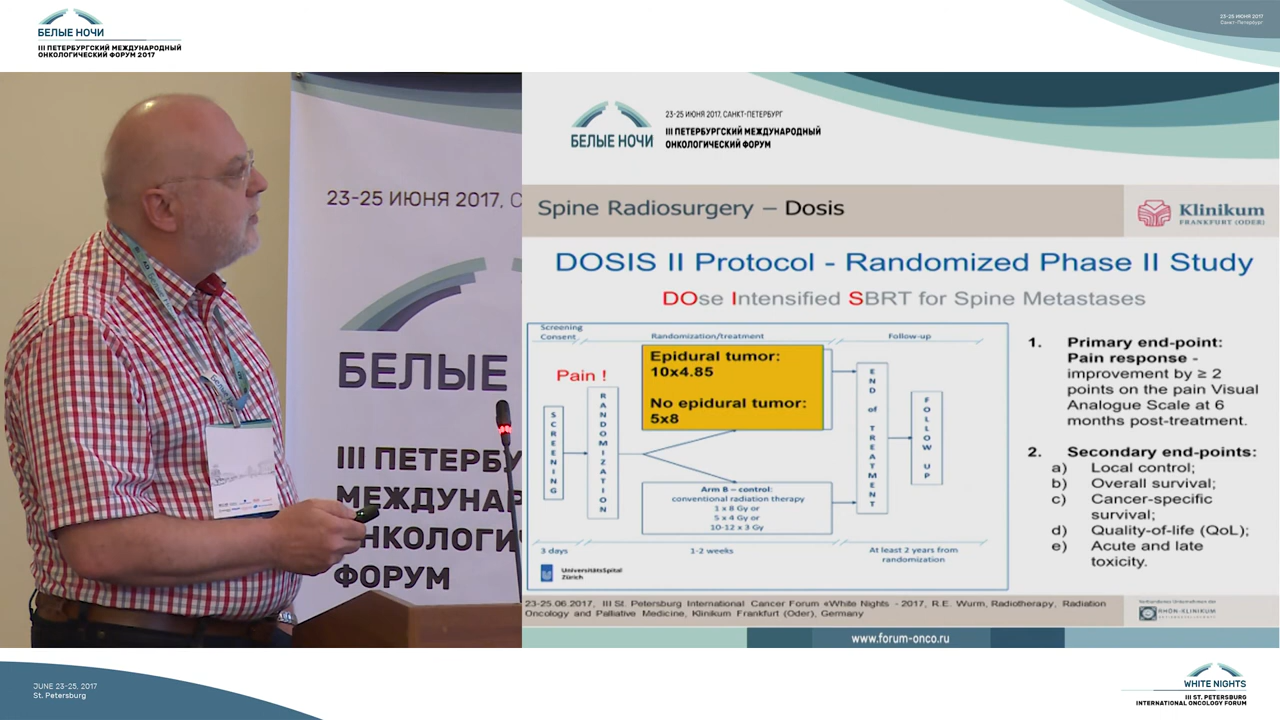 БЕЛЫЕ НОЧИ
III ПЕТЕРБУРГСКИЙ МЕЖДУНАРОДНЫЙ
ОНКОЛОГИЧЕСКИЙ ФОРУМ 2017
23-25 ИЮНЯ 2017
Санкт-Петербург
23-25 ИЮНЯ 2017, С
БЕЛЫЕ
III ПЕТЕРБУ
МЕЖДУНАР
ОНКОЛОГИЧ
ФОРУМ
БЕЛЫЕ НОЧИ
23-25 ИЮНЯ 2017, САНКТ-ПЕТЕРБУРГ
III ПЕТЕРБУРГСКИЙ МЕЖДУНАРОДНЫЙ
ОНКОЛОГИЧЕСКИЙ ФОРУМ
Spine Radiosurgery – Dosis
Klinikum
FRANKFURT (ODER)
DOSIS II Protocol - Randomized Phase II Study
DOse Intensified SBRT for Spine Metastases
Screening
Consent
Randomization/treatment
Follow-up
Pain !
SCREENING
RANDOMIZATION
Epidural tumor:
10x4.85
No epidural tumor:
5x8
Arm B – control:
conventional radiation therapy
1 x 8 Gy or
5 x 4 Gy or
10-12 x 3 Gy
END of TREATMENT
FOLLOW UP
3 days
1-2 weeks
At least 2 years from
randomization
UniversitätsSpital
Zürich
1. Primary end-point:
Pain response -
improvement by ≥ 2
points on the pain Visual
Analogue Scale at 6
months post-treatment.
2. Secondary end-points:
a) Local control;
b) Overall survival;
c) Cancer-specific
survival;
d) Quality-of-life (QoL);
e) Acute and late
toxicity.
23-25.06.2017, III St. Petersburg International Cancer Forum «White Nights - 2017, R.E. Wurm, Radiotherapy, Radiation
Oncology and Palliative Medicine, Klinikum Frankfurt (Oder), Germany
RHÖN-KLINIKUM
www.forum-onco.ru
JUNE 23-25, 2017
St. Petersburg
WHITE NIGHTS
III ST. PETERSBURG
INTERNATIONAL ONCOLOGY FORUM